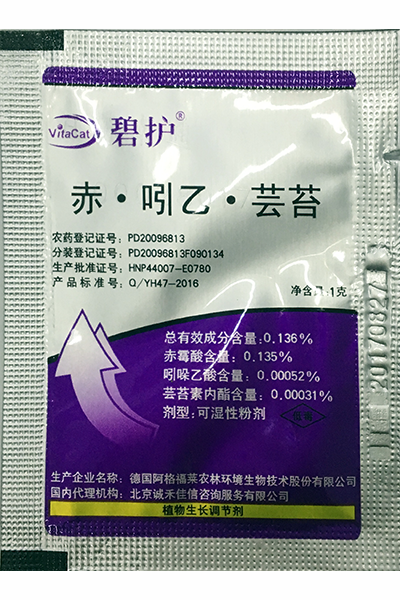 VitaCat
碧护®
赤·吲乙·芸苔
农药登记证号：PD20096813
分装登记证号：PD20096813F090134
生产批准证号：HNP44007-E0780
产品标准号：Q/YH47-2016
净含量:1克
总有效成分含量：0.136%
赤霉酸含量：0.135%
吲哚乙酸含量：0.00052%
芸苔素内酯含量：0.00031%
剂型：可湿性粉剂
生产企业名称：德国阿格福莱农林环境生物技术股份有限公司
国内代理机构：北京诚禾佳信咨询服务有限公司
植物生长调节剂